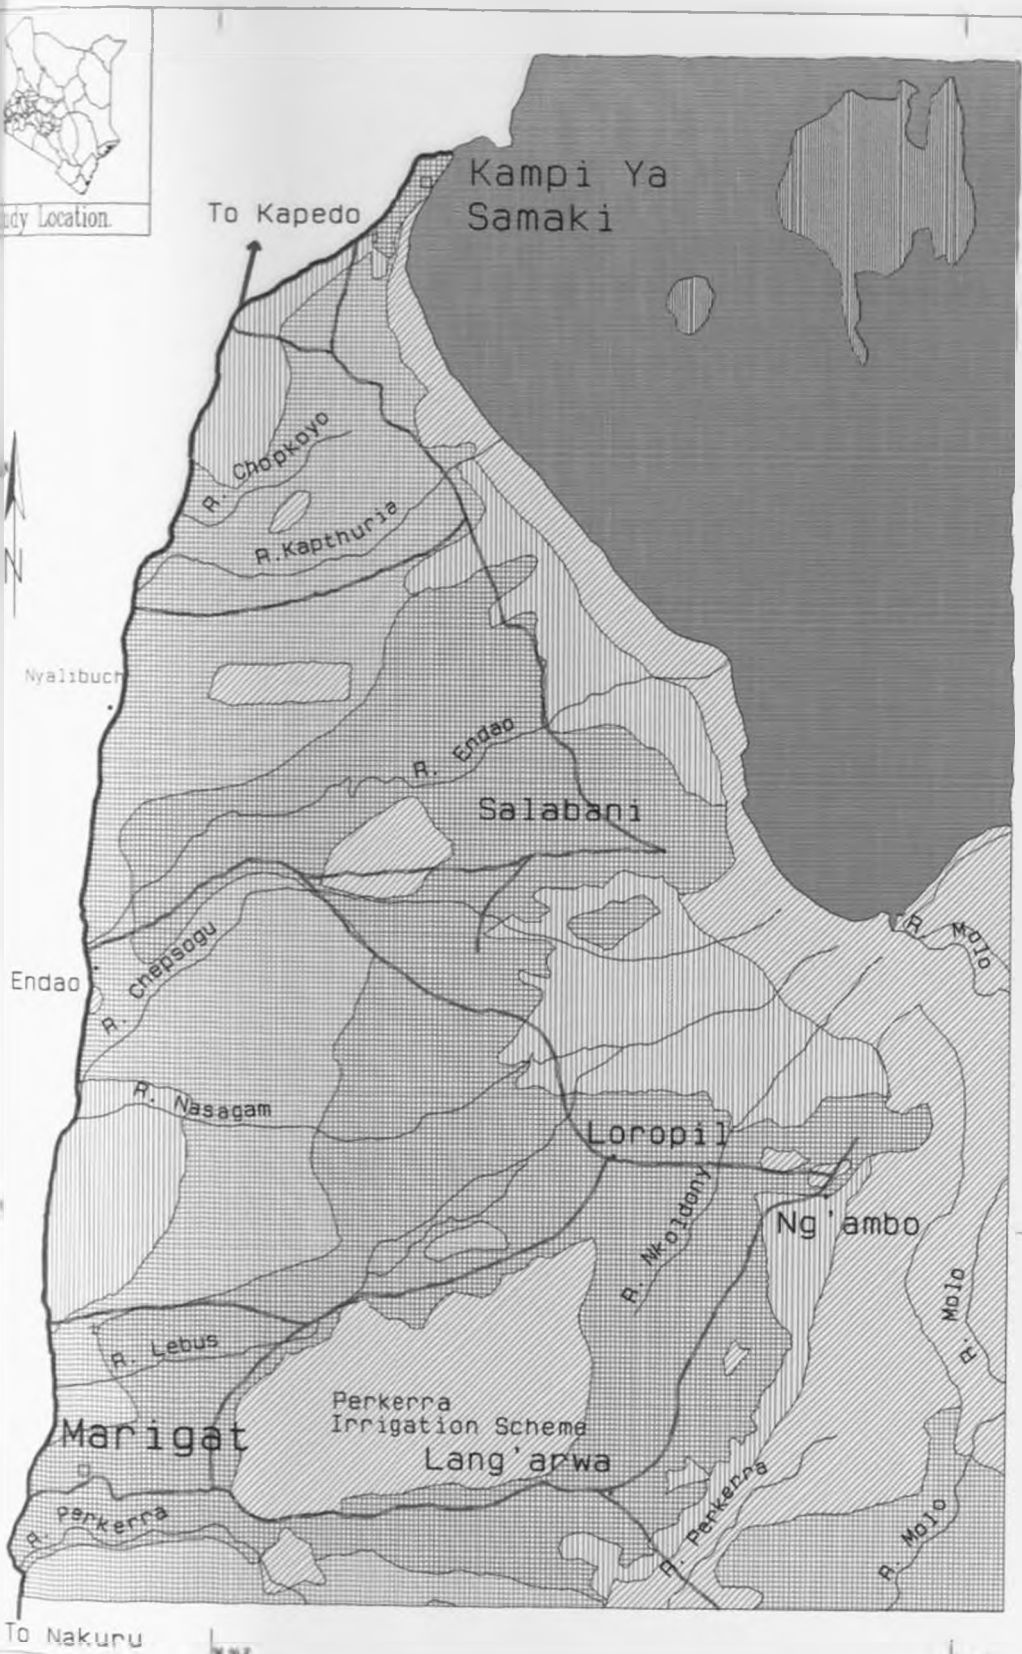 Study Location.
To Kapedo
Kampi Ya
Samaki
R. Chopkoyo
R.Kapthuria
N
Nyalibuch
R. Endao
Salabani
R. Molo
R. Chepsogu
Endao
R. Nasagam
Loropil
R. Nkoldony
Ng'ambo
R. Molo
R. Lebus
Perkerra
Irrigation Scheme
Marigat
Lang'arwa
R. Perkerra
R. Perkerra
R. Molo
To Nakuru